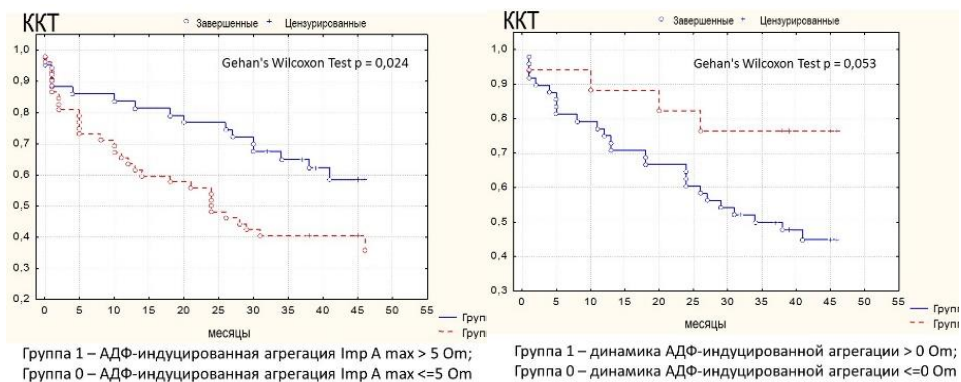 ККТ
Завершенные Цензурированные
Gehan's Wilcoxon Test p = 0,024
1,0
0,9
0,8
0,7
0,6
0,5
0,4
0,3
0,2
0 5 10 15 20 25 30 35 40 45 50 55
месяцы
Груп
Груп
Группа 1 – АДФ-индуцированная агрегация Imp A max > 5 Om;
Группа 0 – АДФ-индуцированная агрегация Imp A max <=5 Om
ККТ
Завершенные Цензурированные
Gehan's Wilcoxon Test p = 0,053
1,0
0,9
0,8
0,7
0,6
0,5
0,4
0,3
0 5 10 15 20 25 30 35 40 45 50 55
месяцы
Груп
Груп
Группа 1 – динамика АДФ-индуцированной агрегации > 0 Om;
Группа 0 – динамика АДФ-индуцированной агрегации <=0 Om